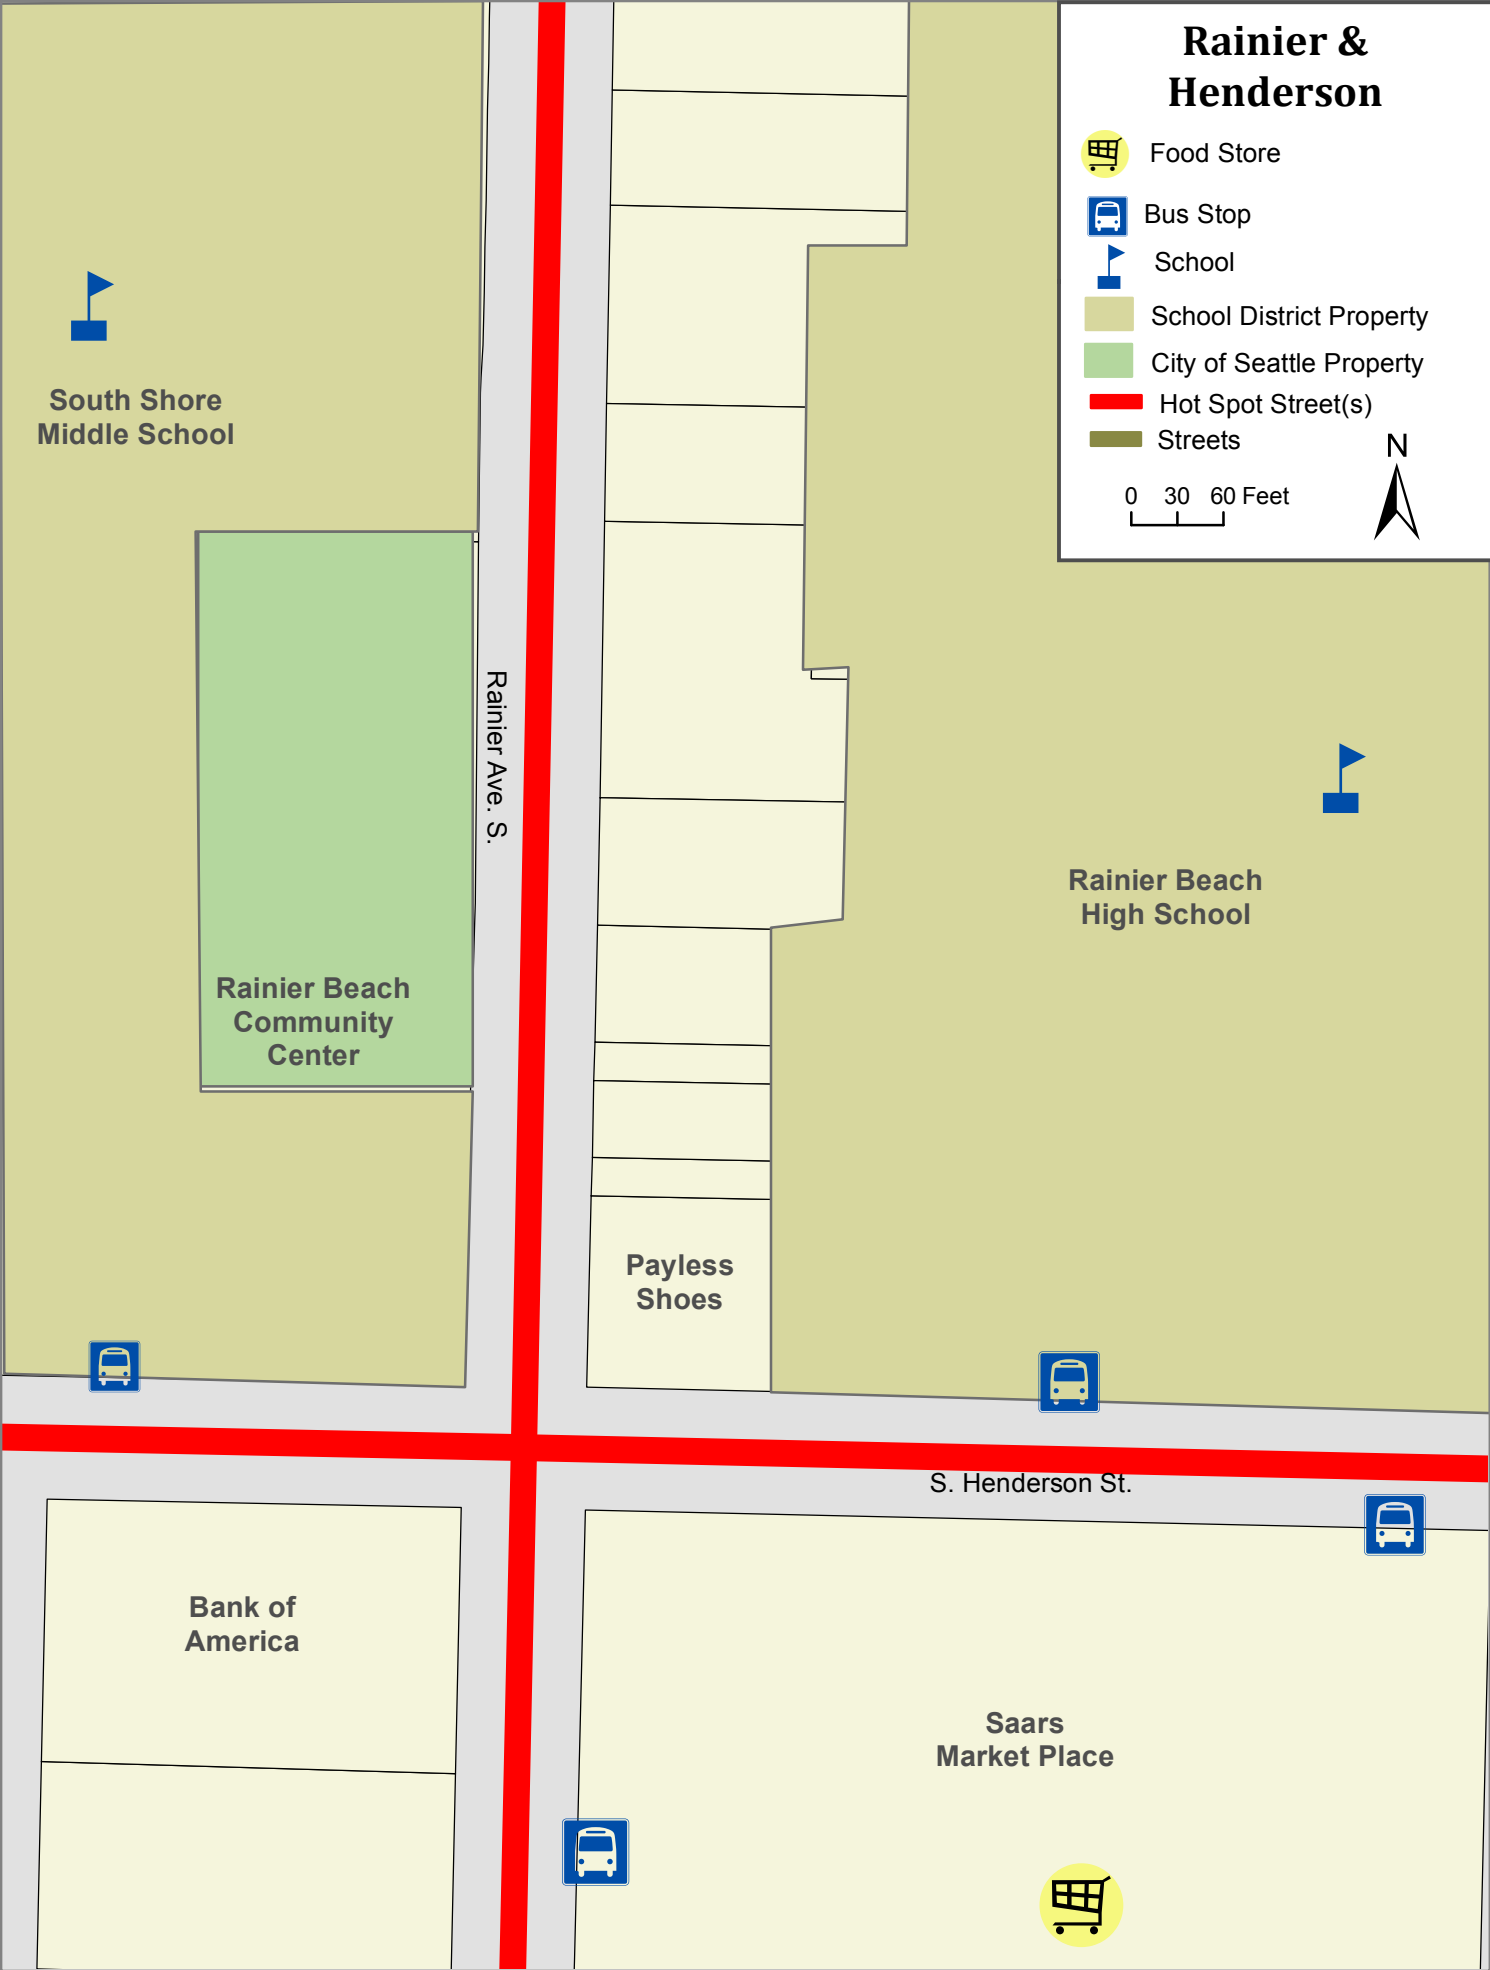 Rainier &
Henderson
Food Store
Bus Stop
School
School District Property
City of Seattle Property
Hot Spot Street(s)
Streets
N
0 30 60 Feet
South Shore
Middle School
Rainier Ave. S.
Rainier Beach
High School
Rainier Beach
Community
Center
Payless
Shoes
S. Henderson St.
Bank of
America
Saars
Market Place